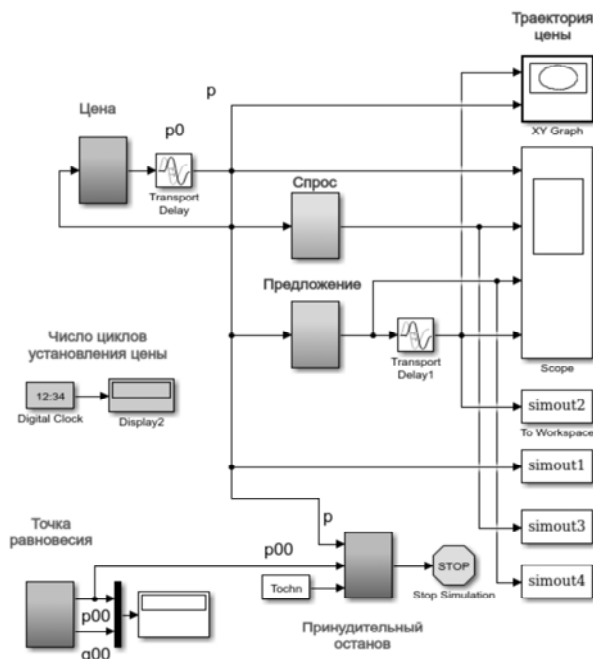 Траектория
цены
p
XY Graph
Цена
p0
Transport
Delay
Спрос
Предложение
Transport
Delay1
Scope
Число циклов
установления цены
12:34
Digital Clock
Display2
simout2
To Workspace
simout1
simout3
simout4
Точка
равновесия
p
p00
STOP
Tochn
Stop Simulation
p00
q00
Принудительный
останов